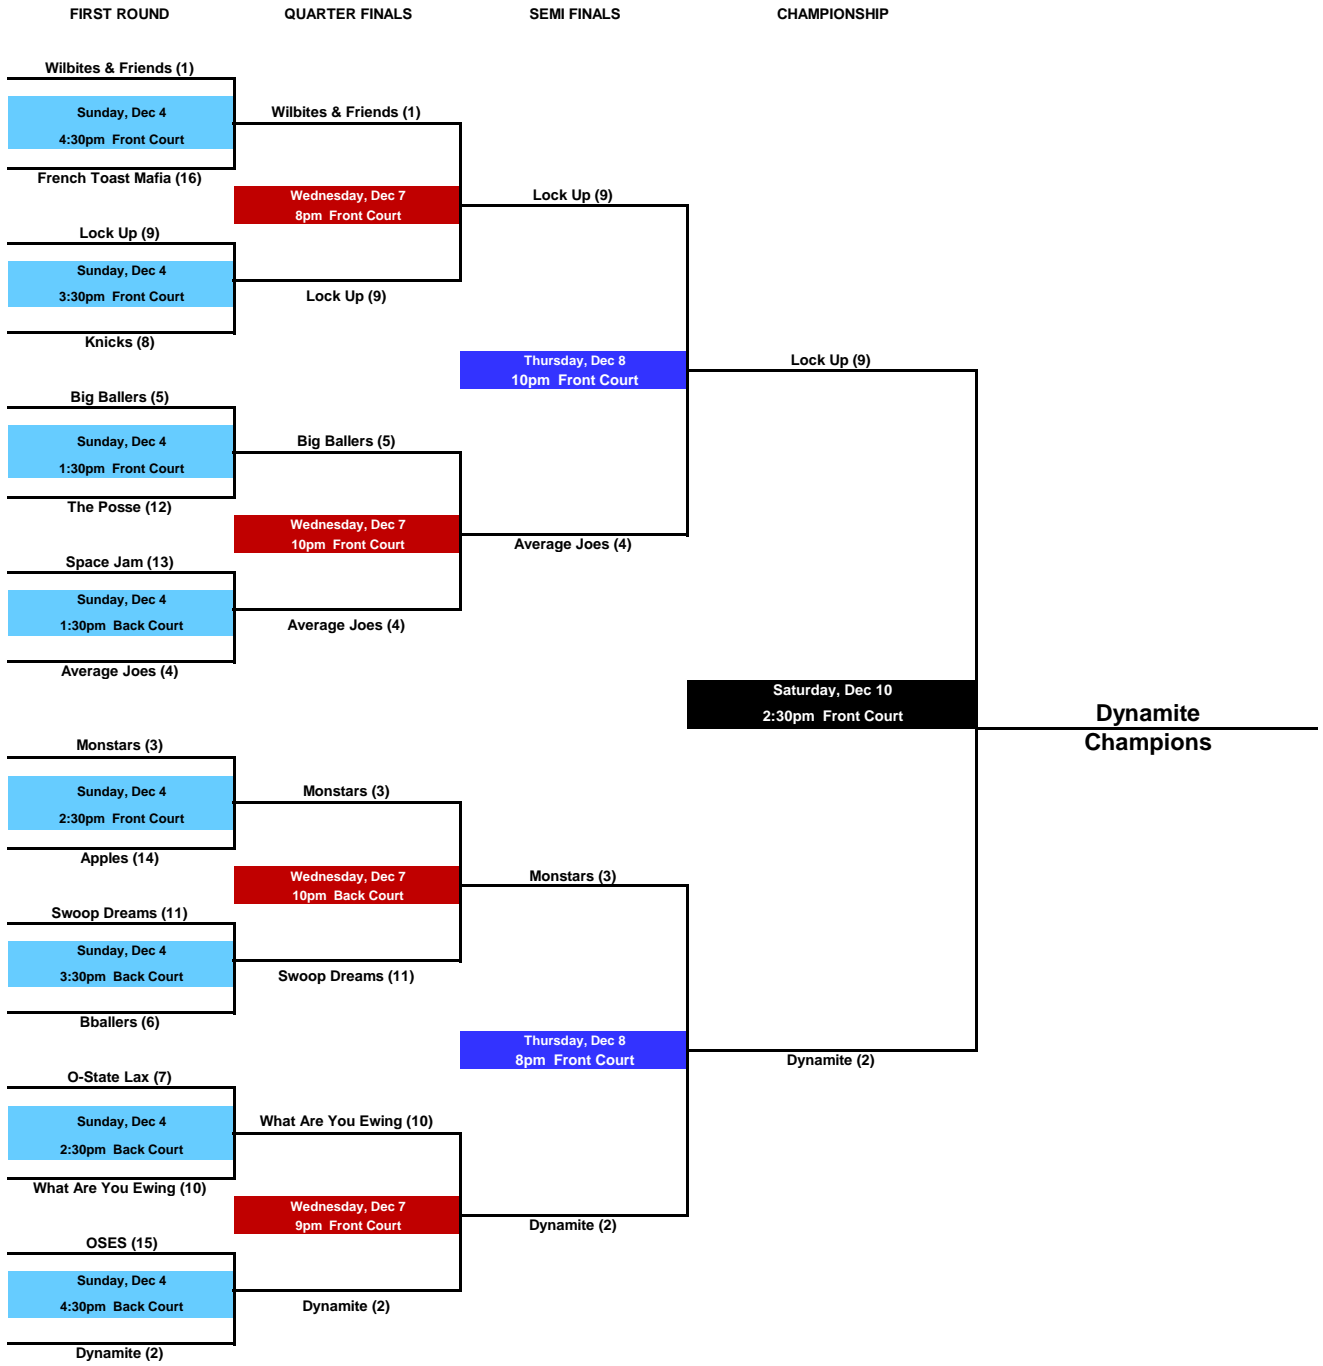 FIRST ROUND QUARTER FINALS SEMI FINALS CHAMPIONSHIP
Wilbites & Friends (1)
Sunday, Dec 4
4:30pm Front Court
French Toast Mafia (16)
Lock Up (9)
Sunday, Dec 4
3:30pm Front Court
Knicks (8)
Big Ballers (5)
Sunday, Dec 4
1:30pm Front Court
The Posse (12)
Space Jam (13)
Sunday, Dec 4
1:30pm Back Court
Average Joes (4)
Monstars (3)
Sunday, Dec 4
2:30pm Front Court
Apples (14)
Swoop Dreams (11)
Sunday, Dec 4
3:30pm Back Court
Bballers (6)
O-State Lax (7)
Sunday, Dec 4
2:30pm Back Court
What Are You Ewing (10)
OSES (15)
Sunday, Dec 4
4:30pm Back Court
Dynamite (2)
Wilbites & Friends (1)
Wednesday, Dec 7
8pm Front Court
Lock Up (9)
Big Ballers (5)
Wednesday, Dec 7
10pm Front Court
Average Joes (4)
Monstars (3)
Wednesday, Dec 7
10pm Back Court
Swoop Dreams (11)
What Are You Ewing (10)
Wednesday, Dec 7
9pm Front Court
Dynamite (2)
Lock Up (9)
Thursday, Dec 8
10pm Front Court
Average Joes (4)
Monstars (3)
Thursday, Dec 8
8pm Front Court
Dynamite (2)
Lock Up (9)
Saturday, Dec 10
2:30pm Front Court
Dynamite (2)
Dynamite
Champions